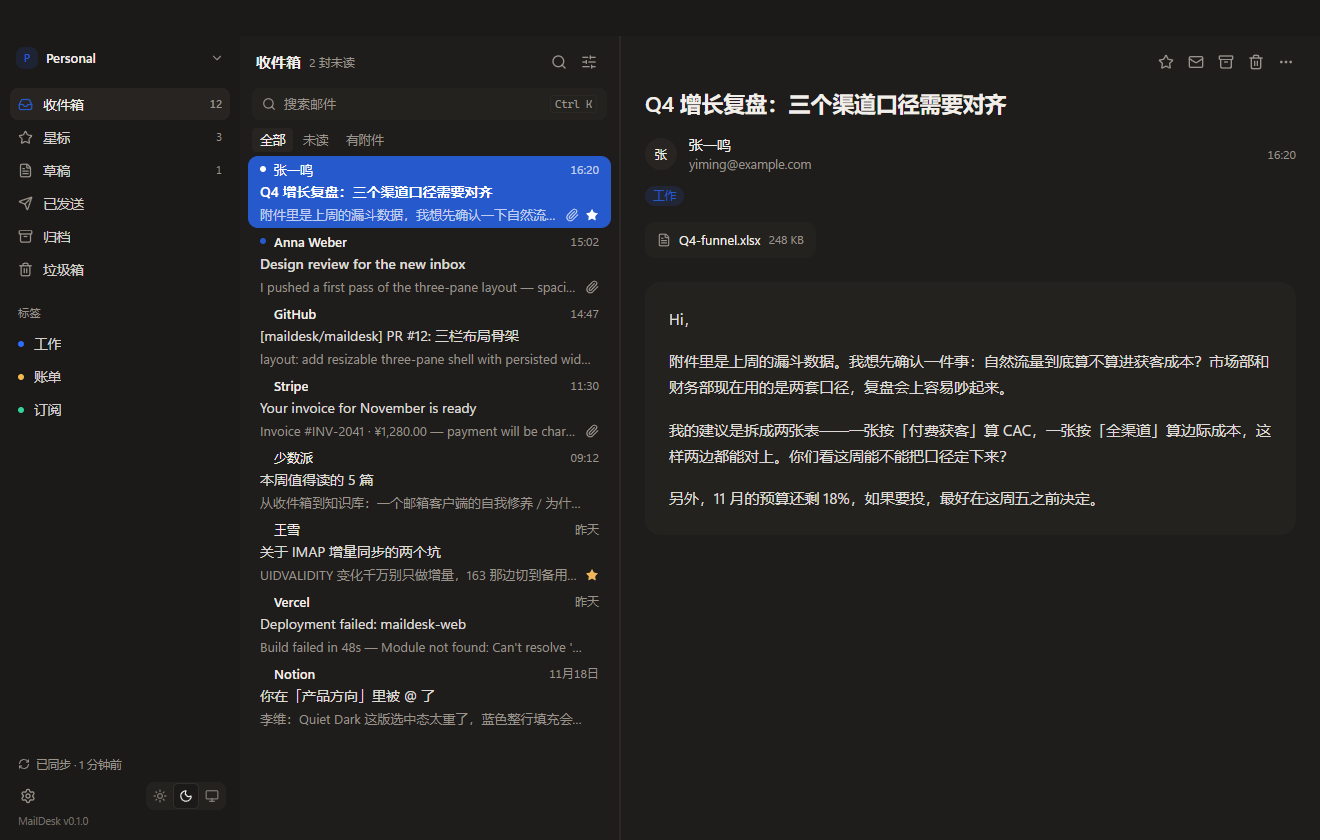 P Personal
收件箱 12
星标 3
草稿 1
已发送
归档
垃圾箱
标签
工作
账单
订阅
已同步 · 1 分钟前
MailDesk v0.1.0
收件箱 2 封未读
搜索邮件 Ctrl K
全部 未读 有附件
张一鸣 16:20
Q4 增长复盘：三个渠道口径需要对齐
附件里是上周的漏斗数据，我想先确认一下自然流...
Anna Weber 15:02
Design review for the new inbox
I pushed a first pass of the three-pane layout — spaci...
GitHub 14:47
[maildesk/maildesk] PR #12: 三栏布局骨架
layout: add resizable three-pane shell with persisted wid...
Stripe 11:30
Your invoice for November is ready
Invoice #INV-2041 · ¥1,280.00 — payment will be char...
少数派 09:12
本周值得读的 5 篇
从收件箱到知识库：一个邮箱客户端的自我修养 / 为什...
王雪 昨天
关于 IMAP 增量同步的两个坑
UIDVALIDITY 变化千万别只做增量，163 那边切到备用...
Vercel 昨天
Deployment failed: maildesk-web
Build failed in 48s — Module not found: Can't resolve '...
Notion 11月18日
你在「产品方向」里被 @ 了
李维：Quiet Dark 这版选中态太重了，蓝色整行填充会...
Q4 增长复盘：三个渠道口径需要对齐
张 张一鸣
yiming@example.com
16:20
工作
Q4-funnel.xlsx 248 KB
Hi,
附件里是上周的漏斗数据。我想先确认一件事：自然流量到底算不算进获客成本？市场部和
财务部现在用的是两套口径，复盘会上容易吵起来。
我的建议是拆成两张表——一张按「付费获客」算 CAC，一张按「全渠道」算边际成本，这
样两边都能对上。你们看这周能不能把口径定下来？
另外，11 月的预算还剩 18%，如果要投，最好在这周五之前决定。